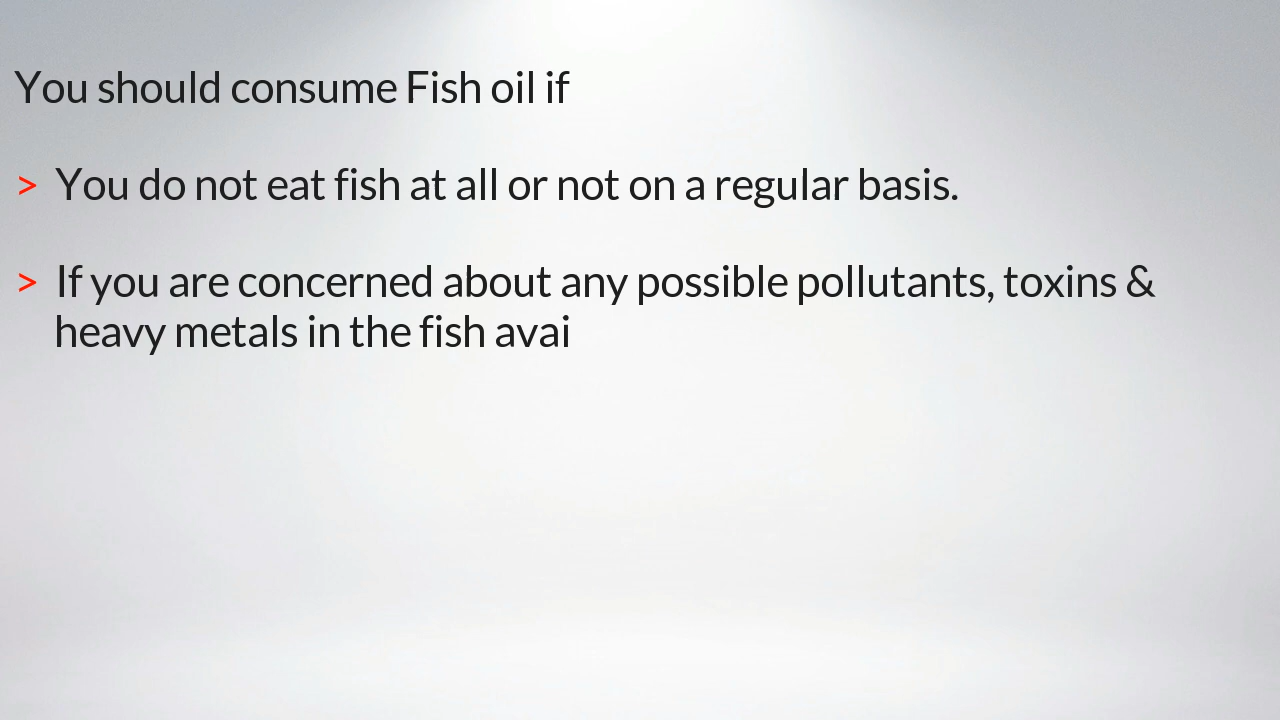 You should consume Fish oil if
> You do not eat fish at all or not on a regular basis.
> If you are concerned about any possible pollutants, toxins &
heavy metals in the fish avai